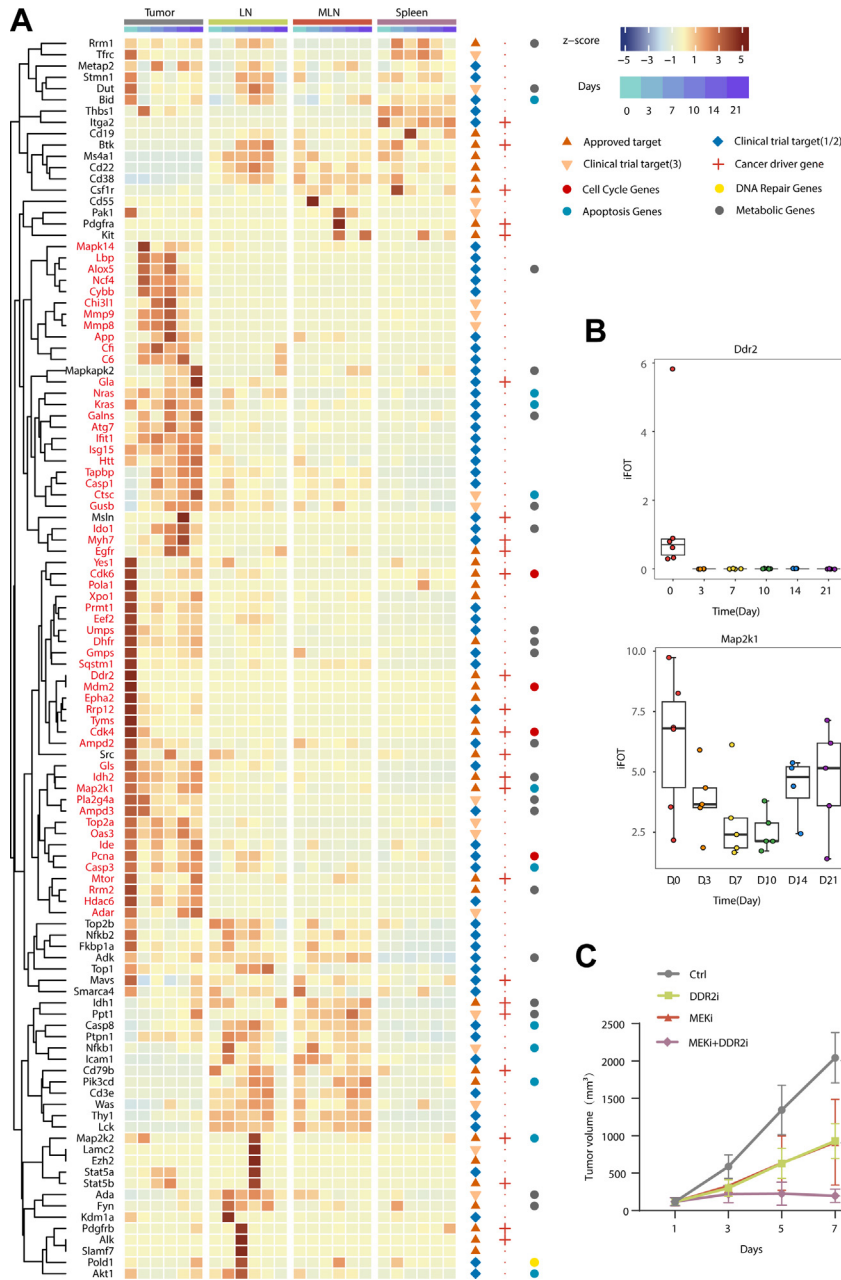 A
Tumor LN MLN Spleen
Rrm1
Tfrc
Metap2
Stmn1
Dut
Bid
Thbs1
Itga2
Cd19
Btk
Ms4a1
Cd22
Cd38
Csf1r
Cd55
Pak1
Pdgfra
Kit
Mapk14
Lbp
Alox5
Ncf4
Cybb
Chi3l1
Mmp9
Mmp8
App
Cfi
C6
Mapkapk2
Gla
Nras
Kras
Galns
Atg7
Ifit1
Isg15
Htt
Tapbp
Casp1
Ctsc
Gusb
Msln
Ido1
Myh7
Egfr
Yes1
Cdk6
Pola1
Xpo1
Prmt1
Eef2
Umps
Dhfr
Gmps
Sqstm1
Ddr2
Mdm2
Epha2
Rrp12
Tyms
Cdk4
Ampd2
Src
Gls
Idh2
Map2k1
Pla2g4a
Ampd3
Top2a
Oas3
Ide
Pcna
Casp3
Mtor
Rrm2
Hdac6
Adar
Top2b
Nfkb2
Fkbp1a
Adk
Top1
Mavs
Smarca4
Idh1
Ppt1
Casp8
Ptpn1
Nfkb1
Icam1
Cd79b
Pik3cd
Cd3e
Was
Thy1
Lck
Map2k2
Lamc2
Ezh2
Stat5a
Stat5b
Ada
Fyn
Kdm1a
Pdgfrb
Alk
Slamf7
Pold1
Akt1
z-score
-5 -3 0 3 5
Days
0 3 7 10 14 21
Approved target
Clinical trial target(1/2)
Clinical trial target(3)
Cancer driver gene
Cell Cycle Genes
DNA Repair Genes
Apoptosis Genes
Metabolic Genes
B
Ddr2
iFOT
6
4
2
0
0 3 7 10 14 21
Time(Day)
Map2k1
iFOT
10.0
7.5
5.0
2.5
D0 D3 D7 D10 D14 D21
Time(Day)
C
Ctrl
DDR2i
MEKi
MEKi+DDR2i
Tumor volume (mm³)
2500
2000
1500
1000
500
0
1 3 5 7
Days